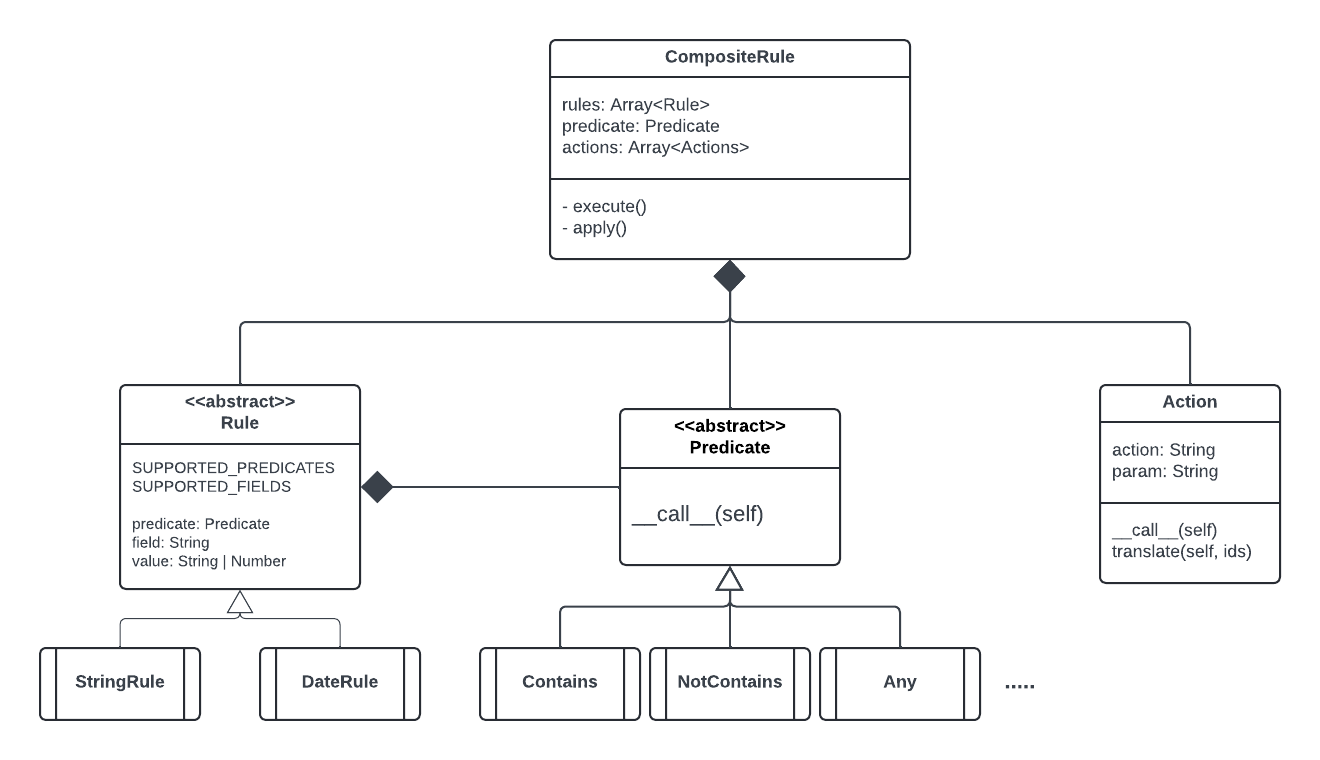 CompositeRule
rules: Array<Rule>
predicate: Predicate
actions: Array<Actions>
- execute()
- apply()
<<abstract>>
Rule
SUPPORTED_PREDICATES
SUPPORTED_FIELDS
predicate: Predicate
field: String
value: String | Number
<<abstract>>
Predicate
__call__(self)
Action
action: String
param: String
__call__(self)
translate(self, ids)
StringRule
DateRule
Contains
NotContains
Any
.....